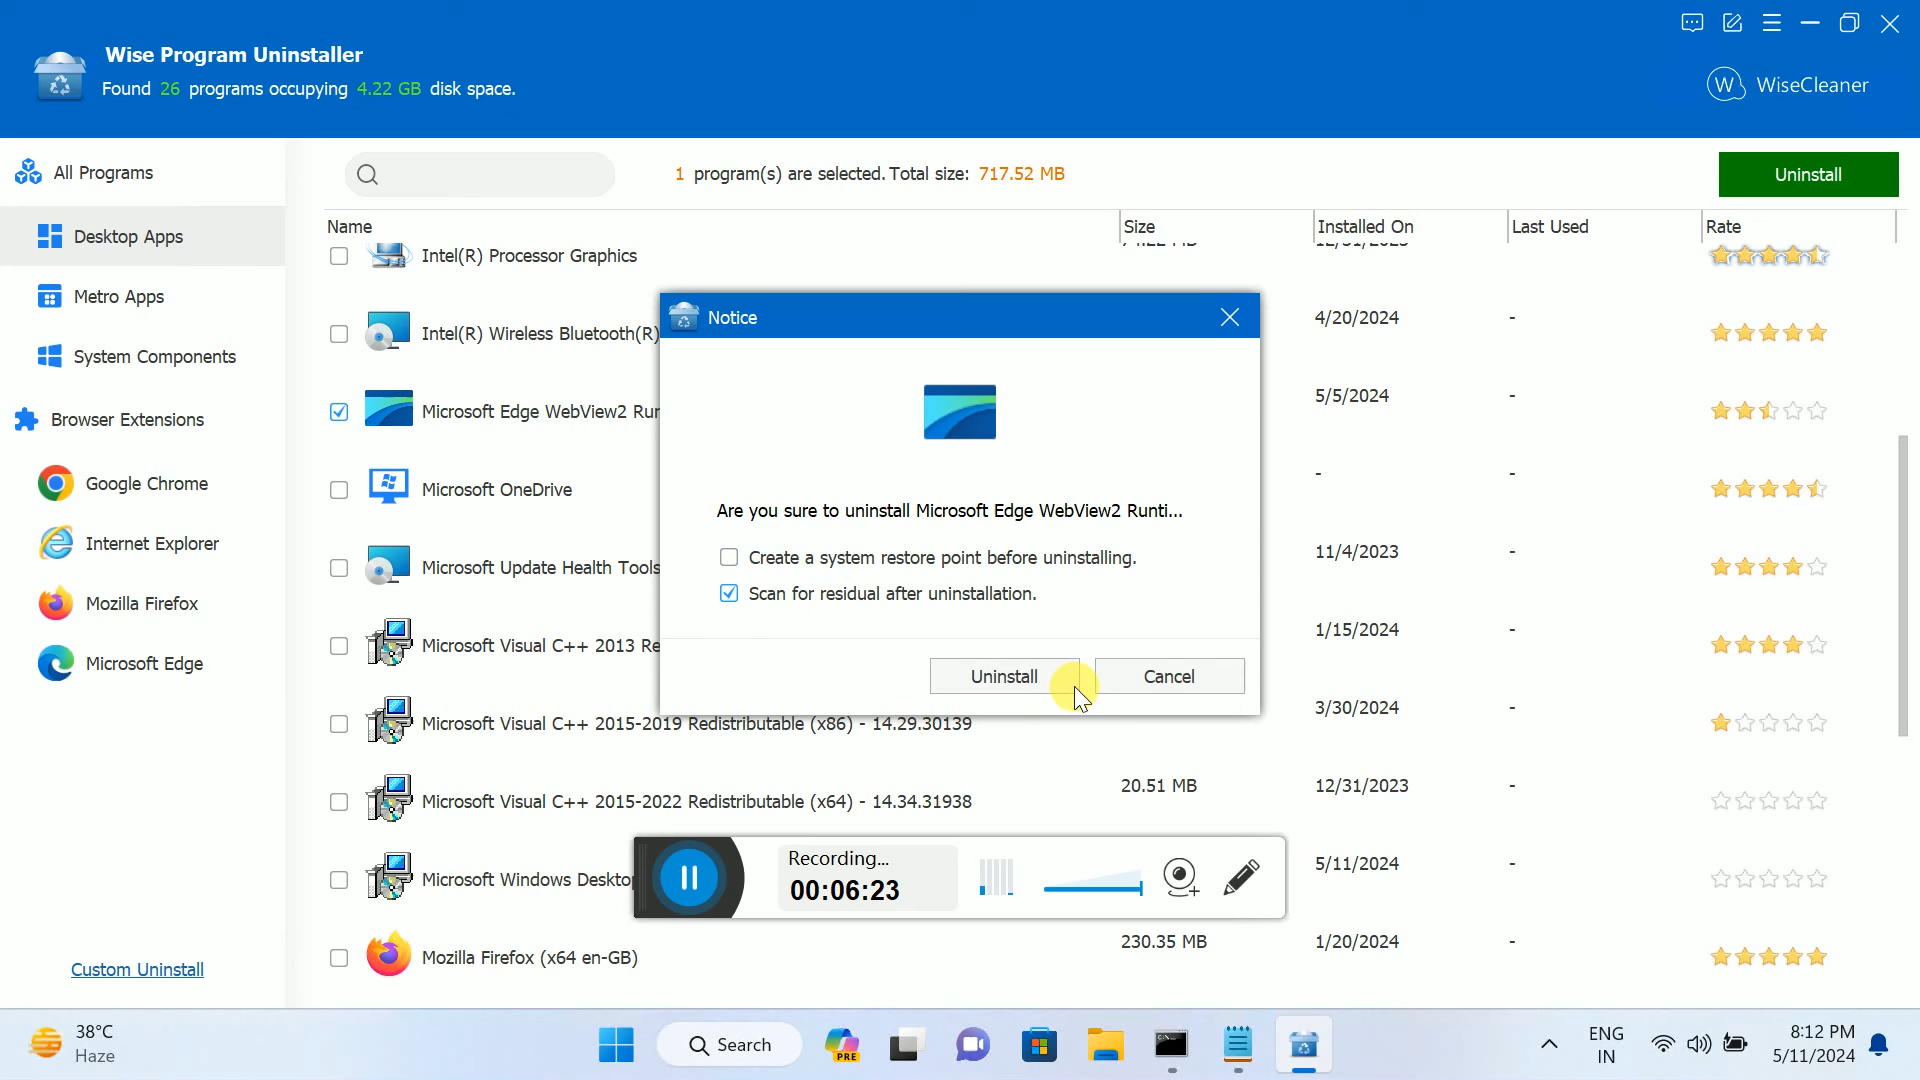 Wise Program Uninstaller
Found 26 programs occupying 4.22 GB disk space.
W WiseCleaner
All Programs
Desktop Apps
Metro Apps
System Components
Browser Extensions
Google Chrome
Internet Explorer
Mozilla Firefox
Microsoft Edge
Custom Uninstall
1 program(s) are selected. Total size: 717.52 MB
Uninstall
Name Size Installed On Last Used Rate
Intel(R) Processor Graphics
Intel(R) Wireless Bluetooth(R) 4/20/2024 -
Microsoft Edge WebView2 Run 5/5/2024 -
Microsoft OneDrive - -
Microsoft Update Health Tools 11/4/2023 -
Microsoft Visual C++ 2013 Re 1/15/2024 -
Microsoft Visual C++ 2015-2019 Redistributable (x86) - 14.29.30139 3/30/2024 -
Microsoft Visual C++ 2015-2022 Redistributable (x64) - 14.34.31938 20.51 MB 12/31/2023 -
Microsoft Windows Desktop 5/11/2024 -
Mozilla Firefox (x64 en-GB) 230.35 MB 1/20/2024 -
Notice
Are you sure to uninstall Microsoft Edge WebView2 Runti...
Create a system restore point before uninstalling.
Scan for residual after uninstallation.
Uninstall Cancel
Recording...
00:06:23
38°C
Haze
Search
PRE
ENG
IN
8:12 PM
5/11/2024